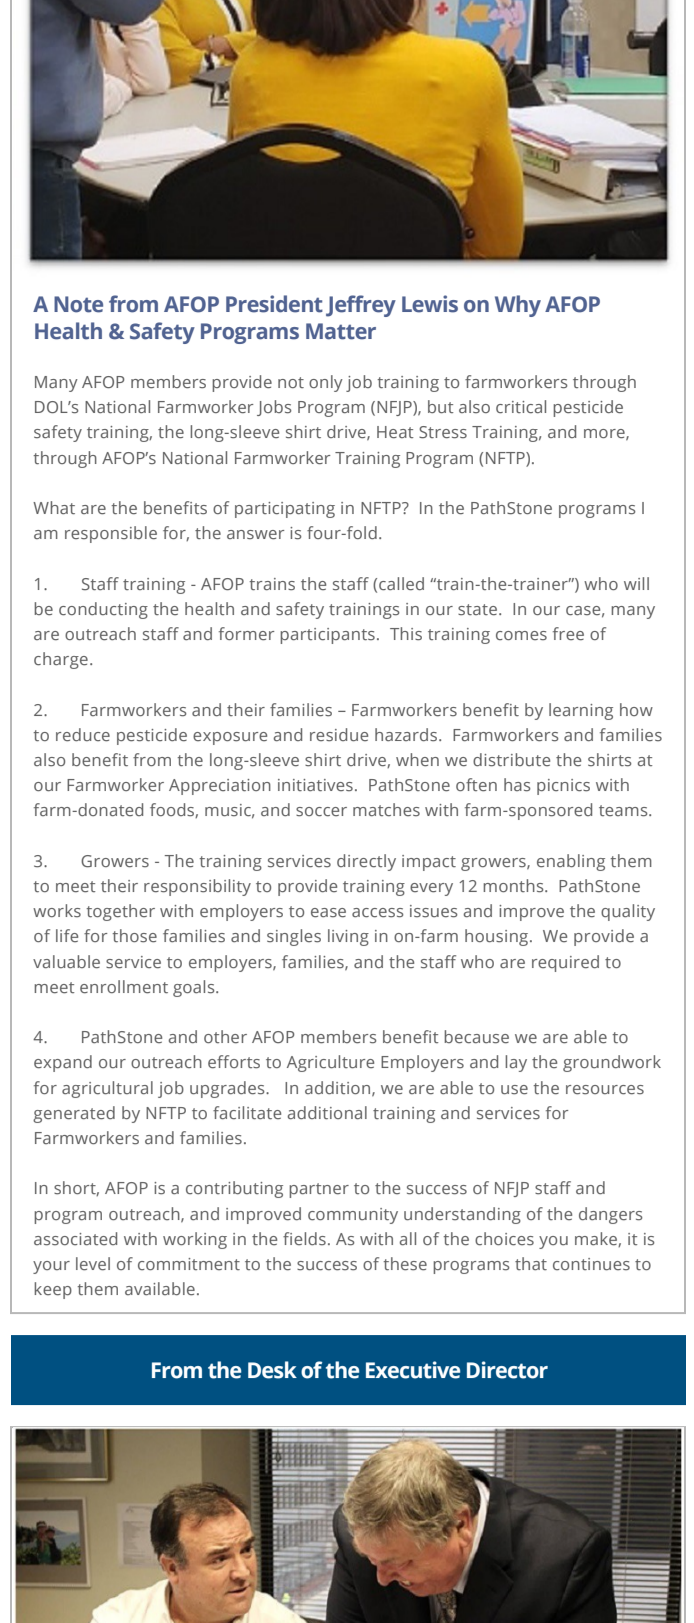 A Note from AFOP President Jeffrey Lewis on Why AFOP
Health & Safety Programs Matter
Many AFOP members provide not only job training to farmworkers through
DOL’s National Farmworker Jobs Program (NFJP), but also critical pesticide
safety training, the long-sleeve shirt drive, Heat Stress Training, and more,
through AFOP’s National Farmworker Training Program (NFTP).
What are the benefits of participating in NFTP?  In the PathStone programs I
am responsible for, the answer is four-fold.
1.      Staff training - AFOP trains the staff (called “train-the-trainer”) who will
be conducting the health and safety trainings in our state.  In our case, many
are outreach staff and former participants.  This training comes free of
charge.
2.      Farmworkers and their families – Farmworkers benefit by learning how
to reduce pesticide exposure and residue hazards.  Farmworkers and families
also benefit from the long-sleeve shirt drive, when we distribute the shirts at
our Farmworker Appreciation initiatives.  PathStone often has picnics with
farm-donated foods, music, and soccer matches with farm-sponsored teams.
3.      Growers - The training services directly impact growers, enabling them
to meet their responsibility to provide training every 12 months.  PathStone
works together with employers to ease access issues and improve the quality
of life for those families and singles living in on-farm housing.  We provide a
valuable service to employers, families, and the staff who are required to
meet enrollment goals.
4.      PathStone and other AFOP members benefit because we are able to
expand our outreach efforts to Agriculture Employers and lay the groundwork
for agricultural job upgrades.   In addition, we are able to use the resources
generated by NFTP to facilitate additional training and services for
Farmworkers and families.
In short, AFOP is a contributing partner to the success of NFJP staff and
program outreach, and improved community understanding of the dangers
associated with working in the fields. As with all of the choices you make, it is
your level of commitment to the success of these programs that continues to
keep them available.
From the Desk of the Executive Director